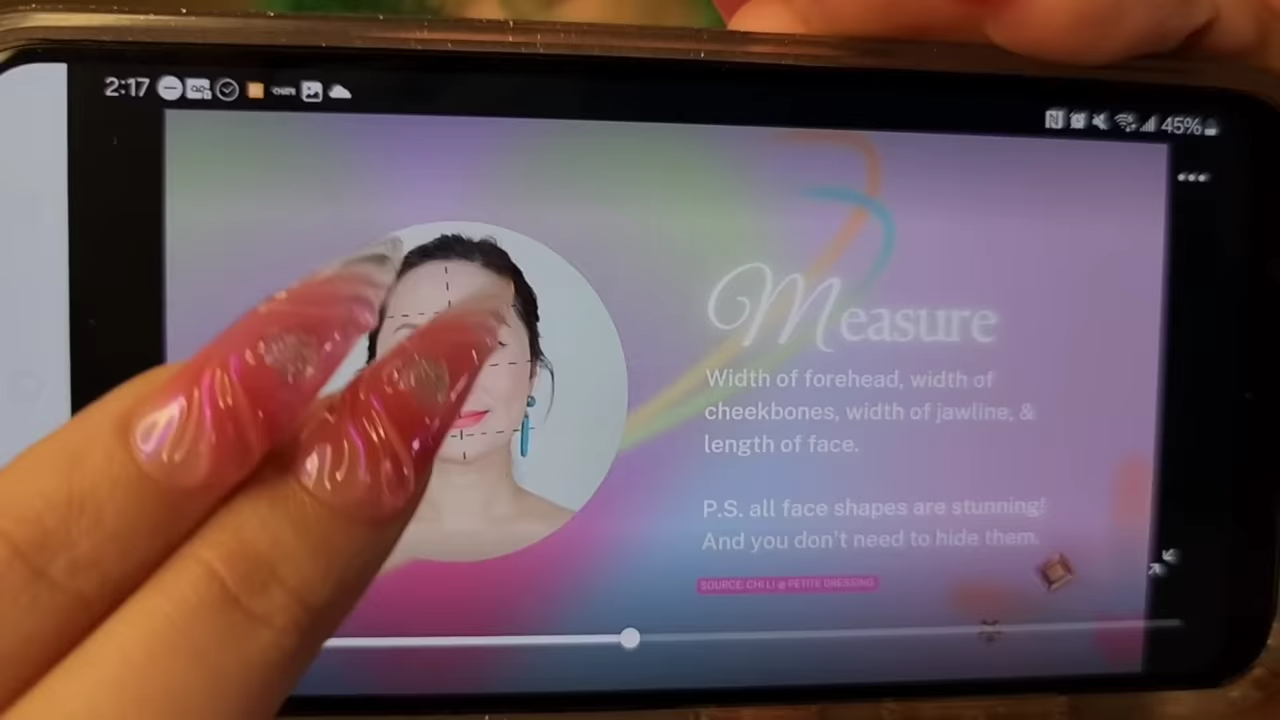 2:17
45%
Measure
Width of forehead, width of
cheekbones, width of jawline, &
length of face.
P.S. all face shapes are stunning!
And you don't need to hide them.
SOURCE: CHI LI @ PETITE DRESSING